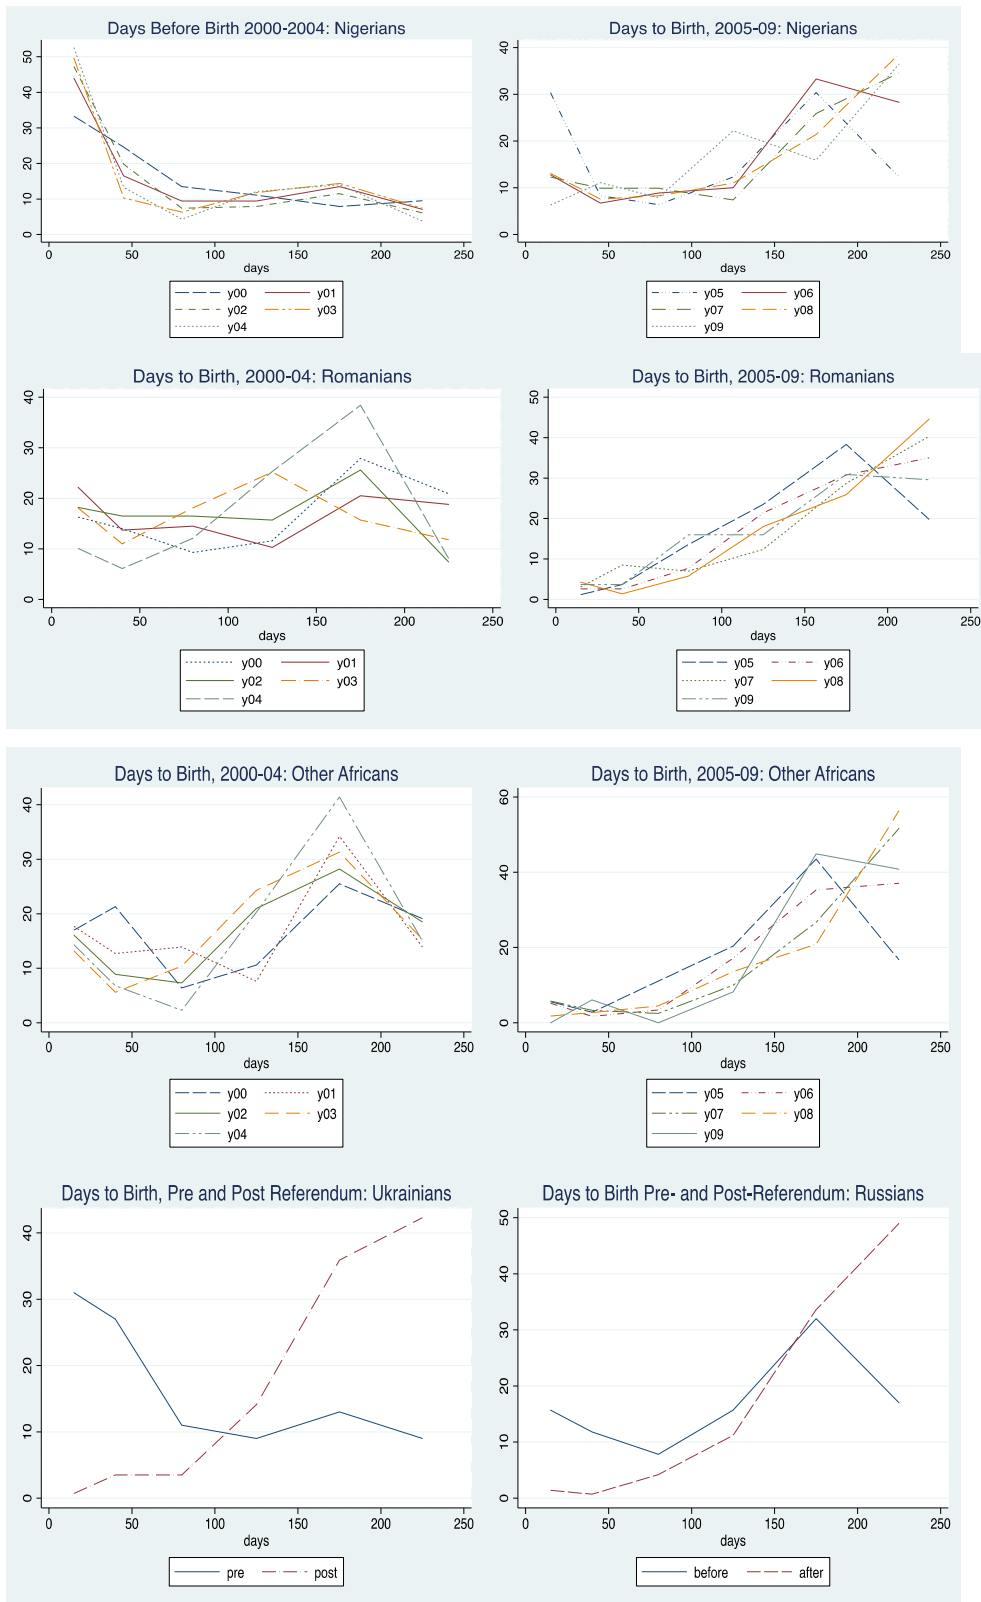 Days Before Birth 2000-2004: Nigerians
50
40
30
20
10
0
0 50 100 150 200 250
days
y00 y01
y02 y03
y04
Days to Birth, 2005-09: Nigerians
40
30
20
10
0
0 50 100 150 200 250
days
y05 y06
y07 y08
y09
Days to Birth, 2000-04: Romanians
40
30
20
10
0
0 50 100 150 200 250
days
y00 y01
y02 y03
y04
Days to Birth, 2005-09: Romanians
50
40
30
20
10
0
0 50 100 150 200 250
days
y05 y06
y07 y08
y09
Days to Birth, 2000-04: Other Africans
40
30
20
10
0
0 50 100 150 200 250
days
y00 y01
y02 y03
y04
Days to Birth, 2005-09: Other Africans
60
40
20
0
0 50 100 150 200 250
days
y05 y06
y07 y08
y09
Days to Birth, Pre and Post Referendum: Ukrainians
40
30
20
10
0
0 50 100 150 200 250
days
pre post
Days to Birth Pre- and Post-Referendum: Russians
50
40
30
20
10
0
0 50 100 150 200 250
days
before after